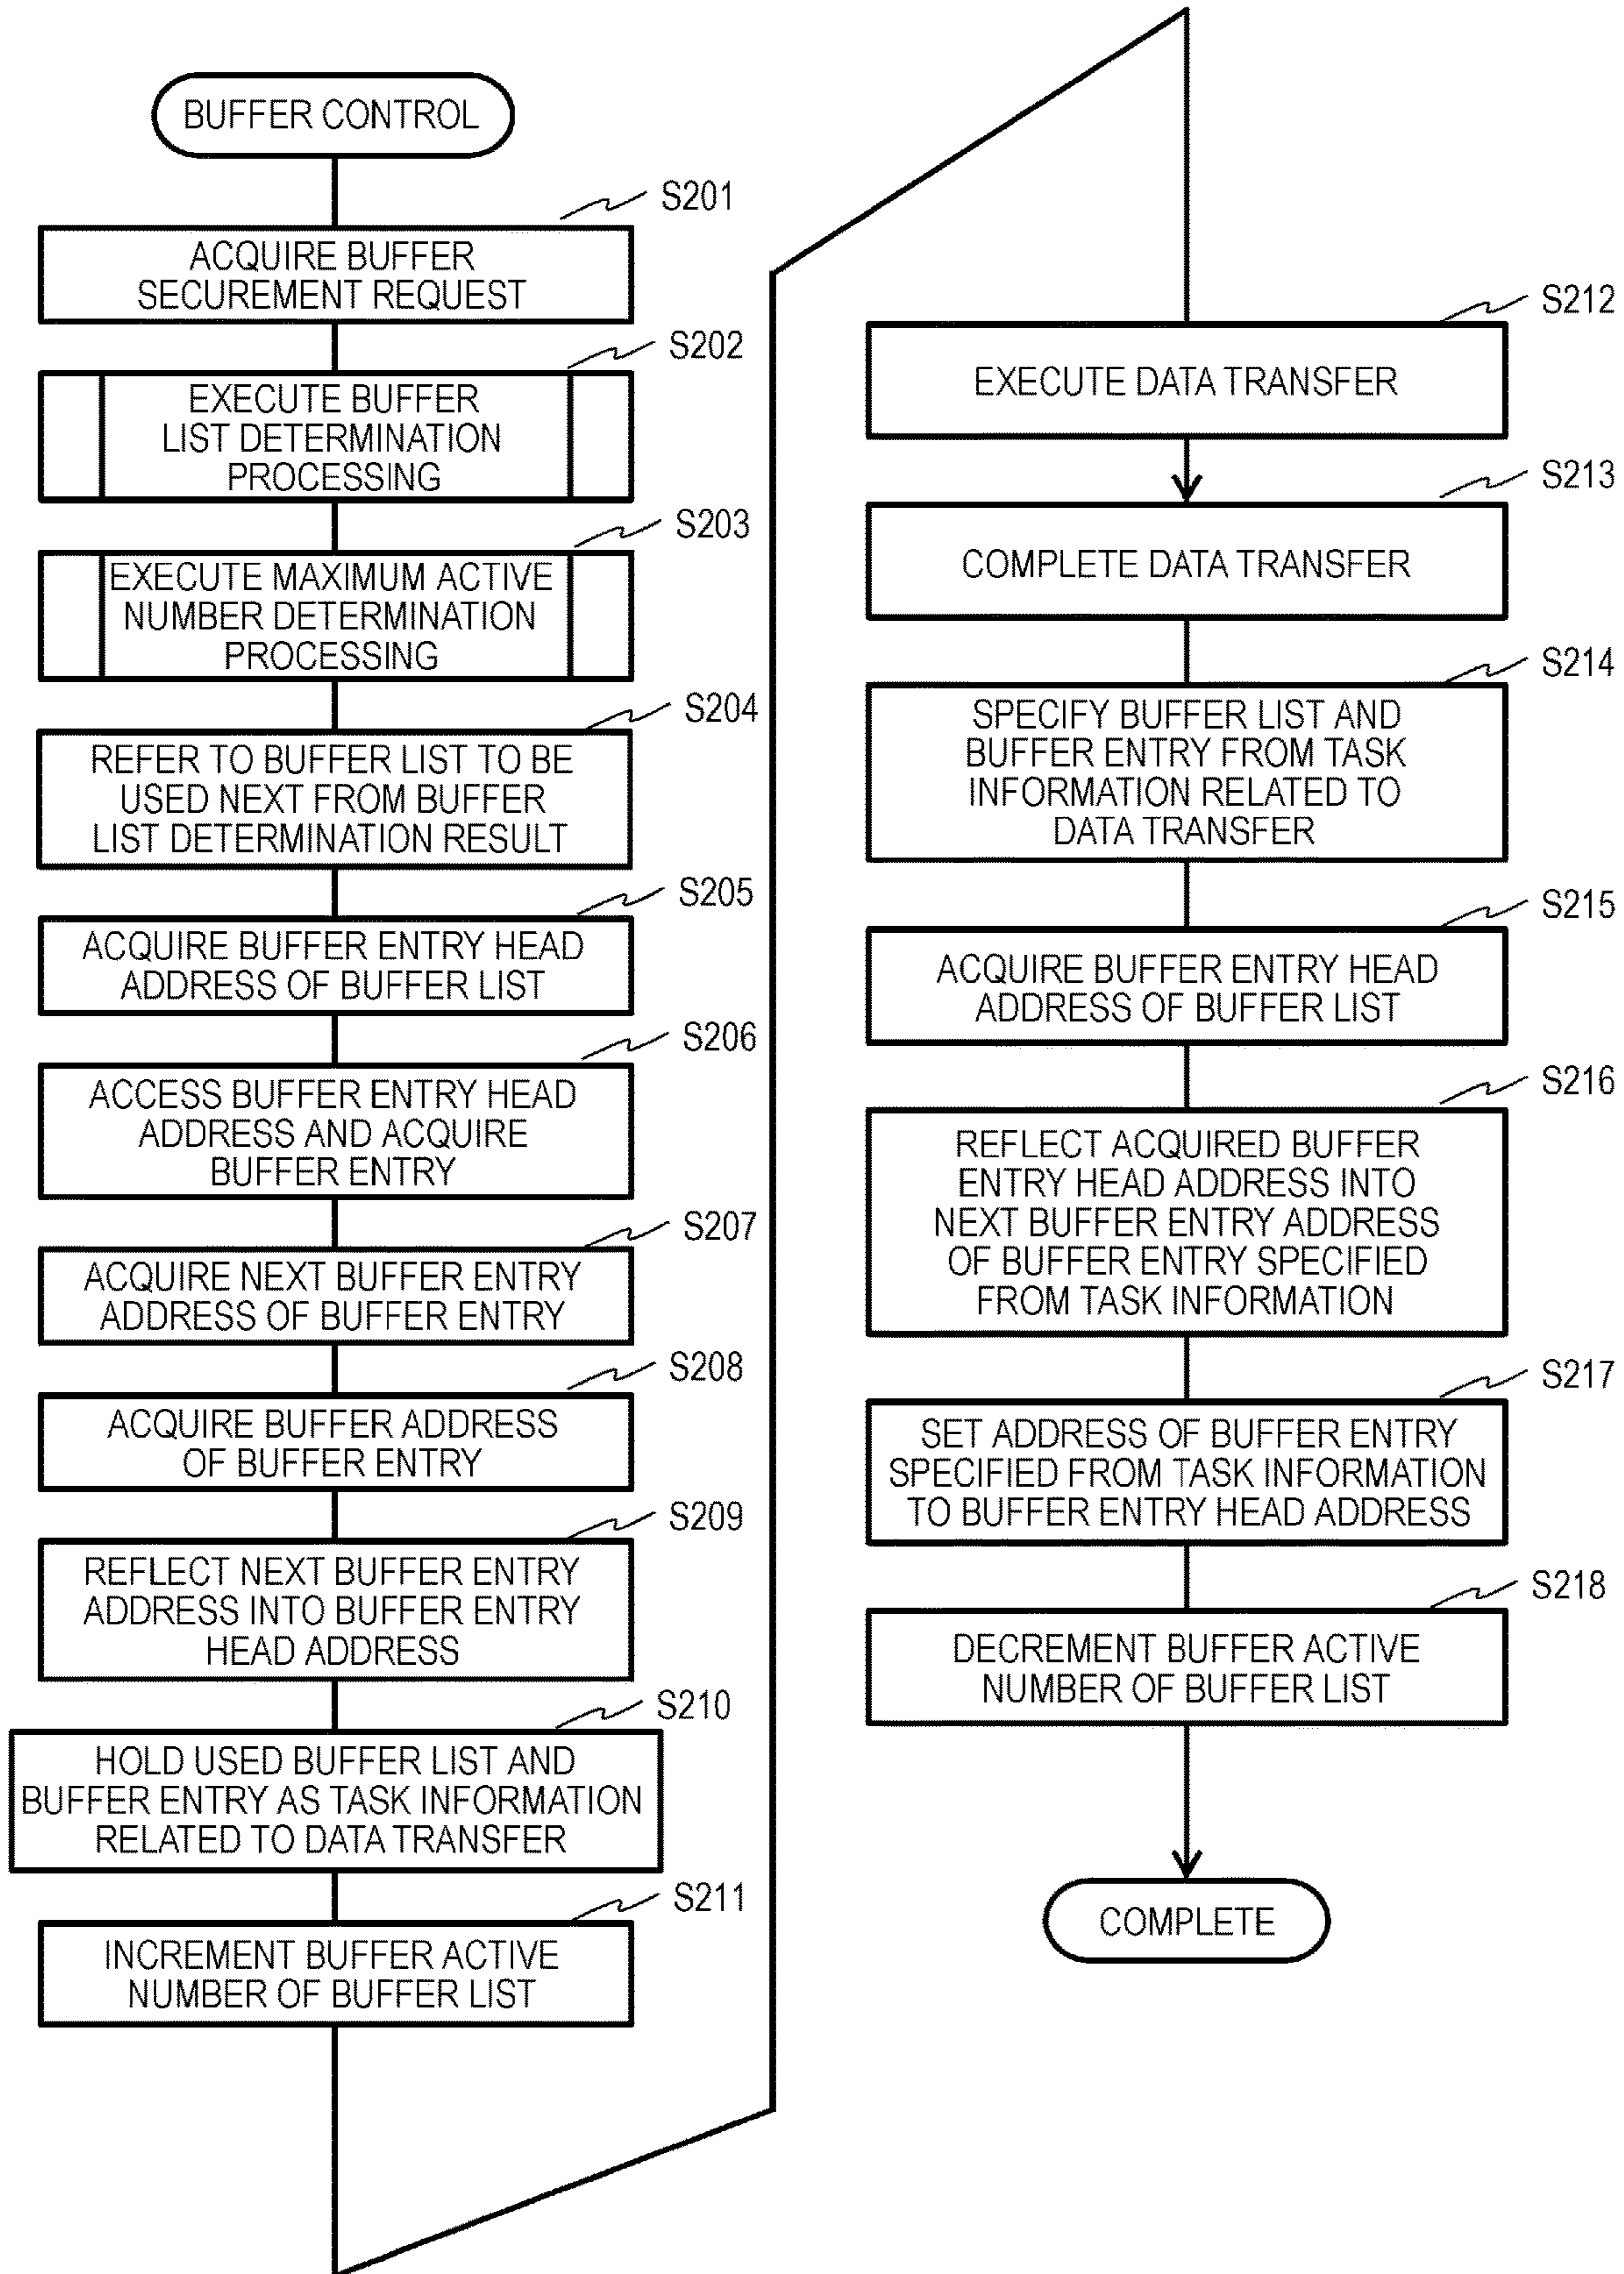 BUFFER CONTROL
S201
ACQUIRE BUFFER
SECUREMENT REQUEST
S202
EXECUTE BUFFER
LIST DETERMINATION
PROCESSING
S203
EXECUTE MAXIMUM ACTIVE
NUMBER DETERMINATION
PROCESSING
S204
REFER TO BUFFER LIST TO BE
USED NEXT FROM BUFFER
LIST DETERMINATION RESULT
S205
ACQUIRE BUFFER ENTRY HEAD
ADDRESS OF BUFFER LIST
S206
ACCESS BUFFER ENTRY HEAD
ADDRESS AND ACQUIRE
BUFFER ENTRY
S207
ACQUIRE NEXT BUFFER ENTRY
ADDRESS OF BUFFER ENTRY
S208
ACQUIRE BUFFER ADDRESS
OF BUFFER ENTRY
S209
REFLECT NEXT BUFFER ENTRY
ADDRESS INTO BUFFER ENTRY
HEAD ADDRESS
S210
HOLD USED BUFFER LIST AND
BUFFER ENTRY AS TASK INFORMATION
RELATED TO DATA TRANSFER
S211
INCREMENT BUFFER ACTIVE
NUMBER OF BUFFER LIST
S212
EXECUTE DATA TRANSFER
S213
COMPLETE DATA TRANSFER
S214
SPECIFY BUFFER LIST AND
BUFFER ENTRY FROM TASK
INFORMATION RELATED TO
DATA TRANSFER
S215
ACQUIRE BUFFER ENTRY HEAD
ADDRESS OF BUFFER LIST
S216
REFLECT ACQUIRED BUFFER
ENTRY HEAD ADDRESS INTO
NEXT BUFFER ENTRY ADDRESS
OF BUFFER ENTRY SPECIFIED
FROM TASK INFORMATION
S217
SET ADDRESS OF BUFFER ENTRY
SPECIFIED FROM TASK INFORMATION
TO BUFFER ENTRY HEAD ADDRESS
S218
DECREMENT BUFFER ACTIVE
NUMBER OF BUFFER LIST
COMPLETE